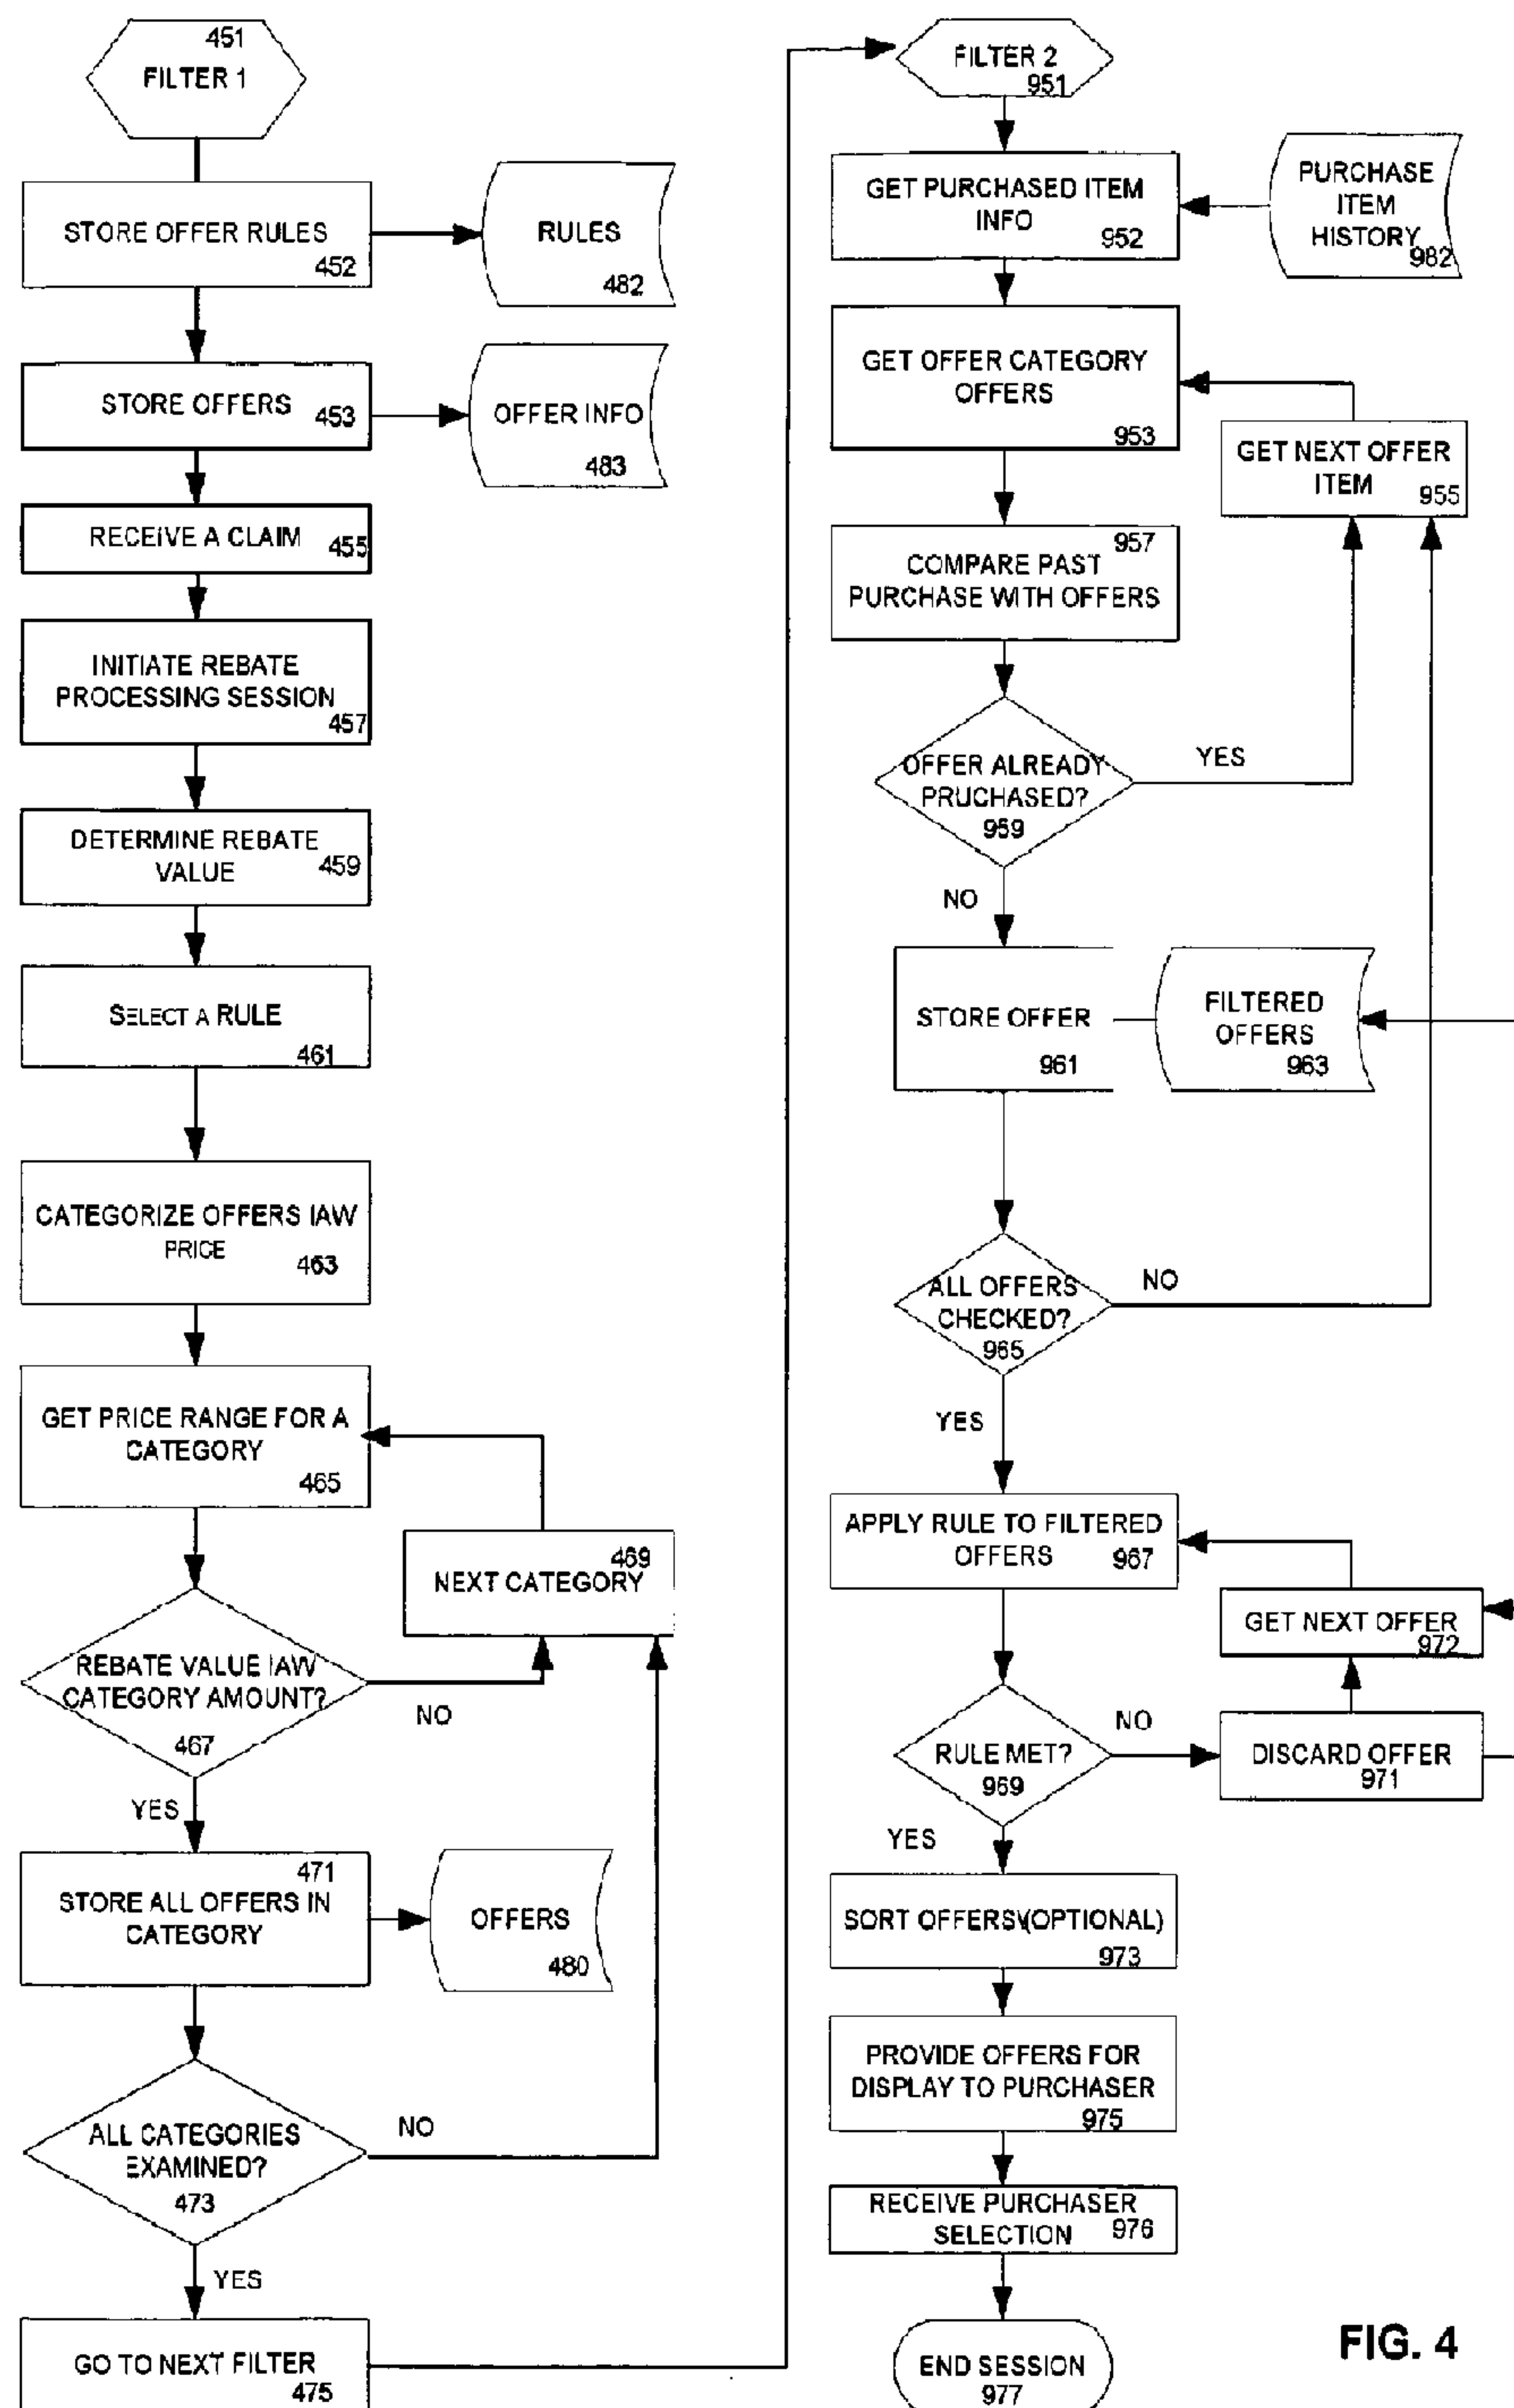 451
FILTER 1
STORE OFFER RULES
452
RULES
482
STORE OFFERS
453
OFFER INFO
483
RECEIVE A CLAIM
455
INITIATE REBATE
PROCESSING SESSION
457
DETERMINE REBATE
VALUE
459
SELECT A RULE
461
CATEGORIZE OFFERS IAW
PRICE
463
GET PRICE RANGE FOR A
CATEGORY
465
469
NEXT CATEGORY
REBATE VALUE IAW
CATEGORY AMOUNT?
467
NO
YES
471
STORE ALL OFFERS IN
CATEGORY
OFFERS
480
ALL CATEGORIES
EXAMINED?
473
NO
YES
GO TO NEXT FILTER
475
FILTER 2
951
GET PURCHASED ITEM
INFO
952
PURCHASE
ITEM
HISTORY
982
GET OFFER CATEGORY
OFFERS
953
GET NEXT OFFER
ITEM
955
957
COMPARE PAST
PURCHASE WITH OFFERS
OFFER ALREADY
PRUCHASED?
959
YES
NO
STORE OFFER
961
FILTERED
OFFERS
963
ALL OFFERS
CHECKED?
965
NO
YES
APPLY RULE TO FILTERED
OFFERS
967
GET NEXT OFFER
972
RULE MET?
969
NO
DISCARD OFFER
971
YES
SORT OFFERS\(OPTIONAL)
973
PROVIDE OFFERS FOR
DISPLAY TO PURCHASER
975
RECEIVE PURCHASER
SELECTION
976
END SESSION
977
FIG. 4